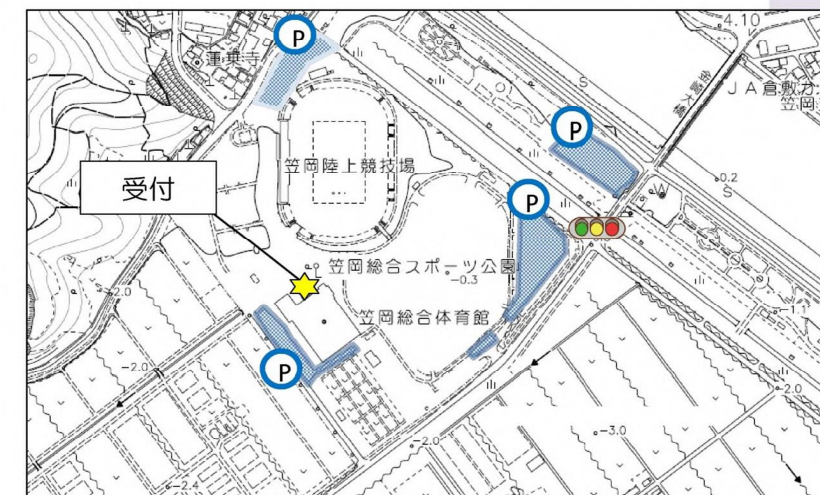 P
4.10
蓮乗寺
JA倉敷か
笠岡
P
-0.2
笠岡陸上競技場
受付
P
W
笠岡総合スポーツ公園
-0.3
笠岡総合体育館
-2.0
-1.1
P
-2.0
-2.0
-2.0
-3.0
-2.4
S
S